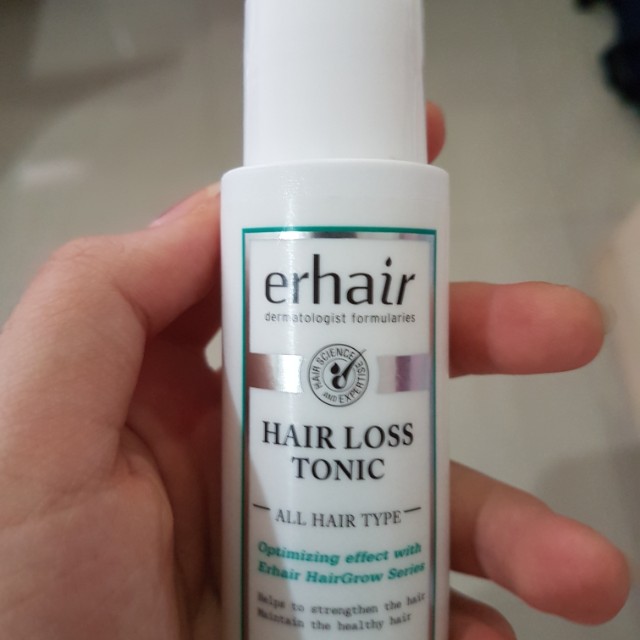 erhair
dermatologist formularies
HAIR SCIENCE
AND EXPERTISE
HAIR LOSS
TONIC
ALL HAIR TYPE
Optimizing effect with
Erhair HairGrow Series
Helps to strengthen the hair
Maintain the healthy hair